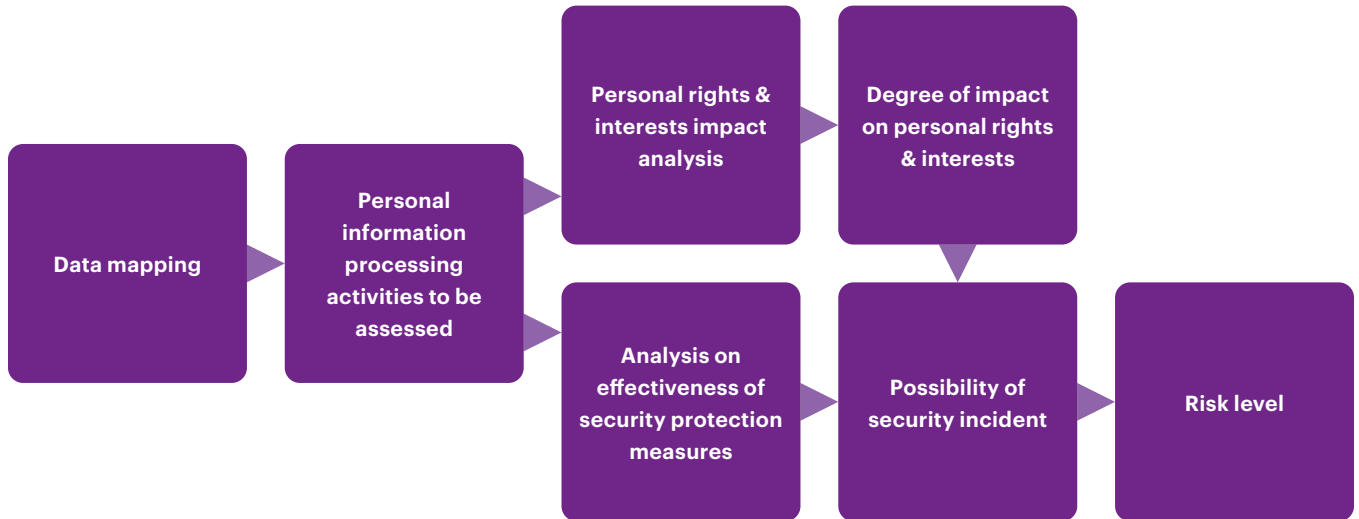 Data mapping
Personal
information
processing
activities to be
assessed
Personal rights &
interests impact
analysis
Degree of impact
on personal rights
& interests
Analysis on
effectiveness of
security protection
measures
Possibility of
security incident
Risk level